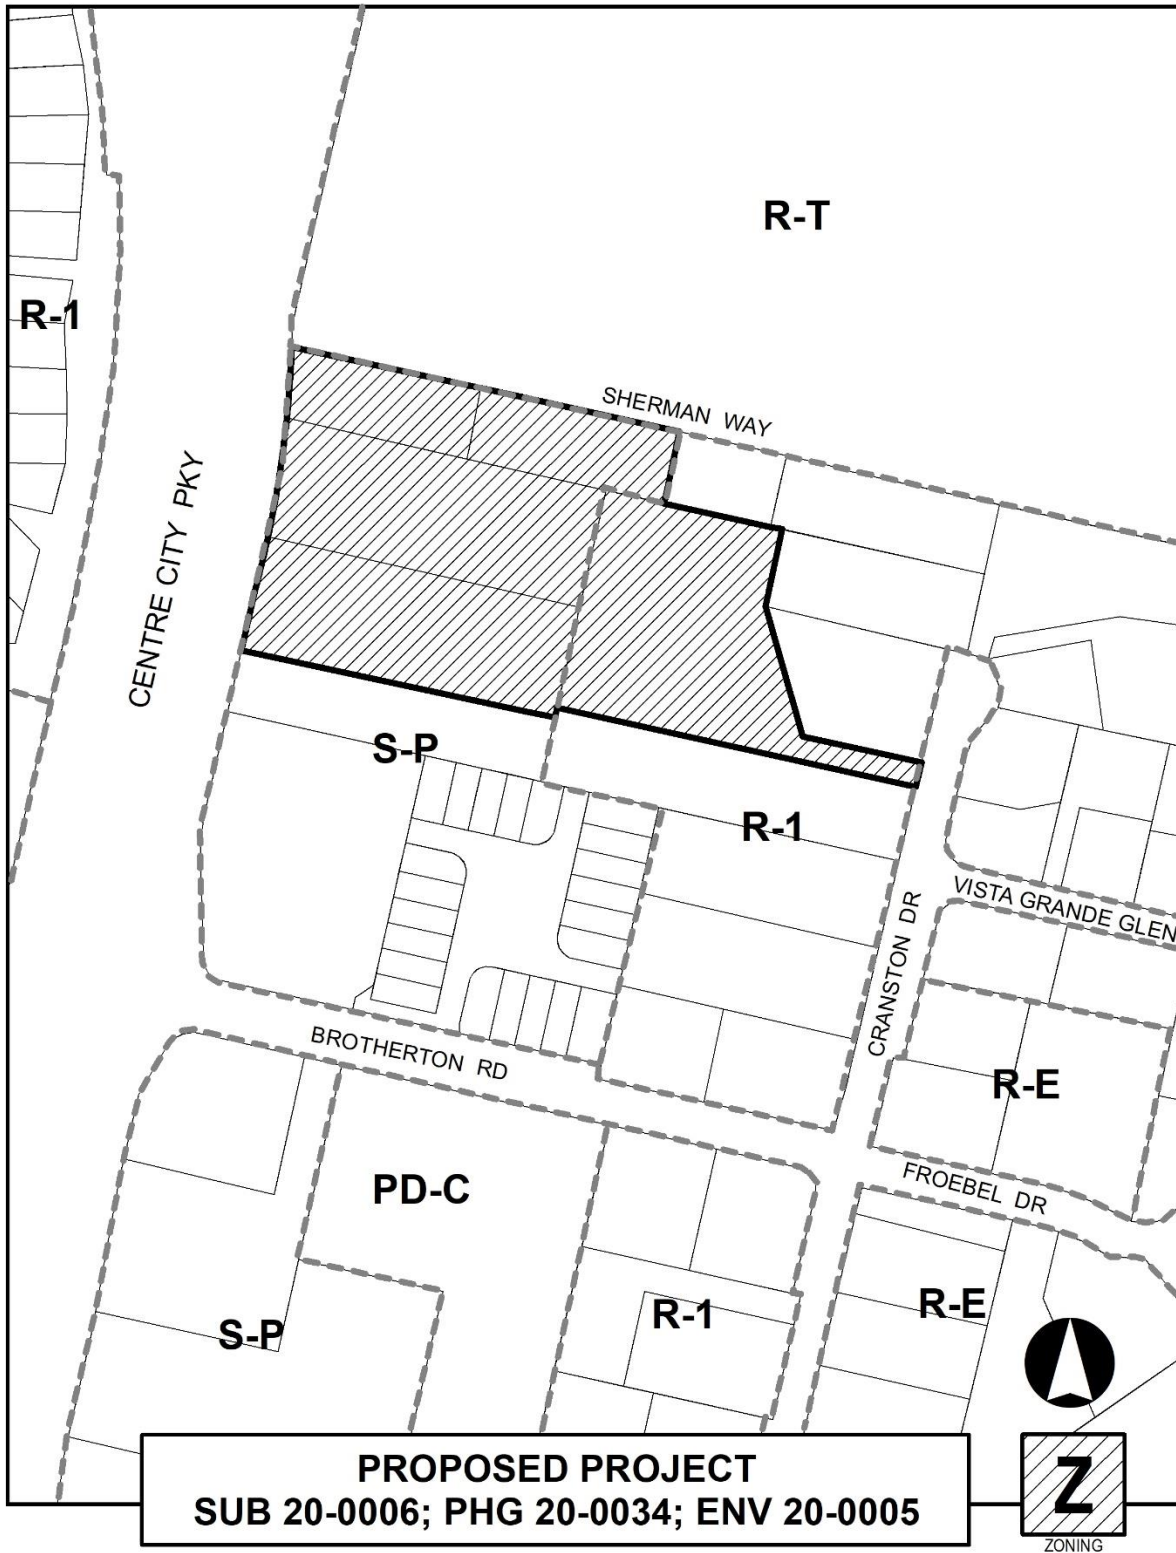 R-T
R-1
SHERMAN WAY
CENTRE CITY PKY
S-P
R-1
VISTA GRANDE GLEN
CRANSTON DR
BROTHERTON RD
R-E
FROEBEL DR
PD-C
R-E
R-1
S-P
PROPOSED PROJECT
SUB 20-0006; PHG 20-0034; ENV 20-0005
Z
ZONING